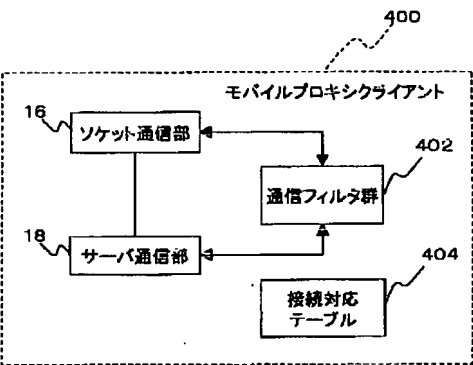 400
モバイルプロキシクライアント
16
ソケット通信部
402
通信フィルタ群
18
サーバ通信部
404
接続対応
テーブル